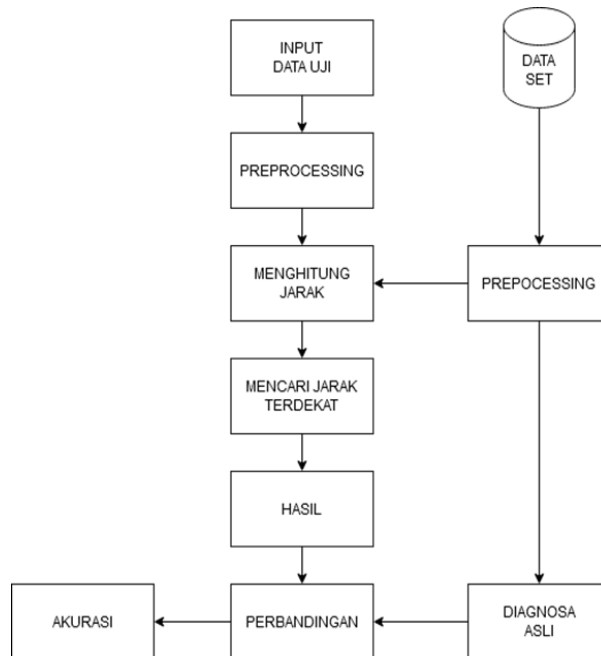 INPUT
DATA UJI
DATA
SET
PREPROCESSING
MENGHITUNG
JARAK
PREPOCESSING
MENCARI JARAK
TERDEKAT
HASIL
AKURASI
PERBANDINGAN
DIAGNOSA
ASLI